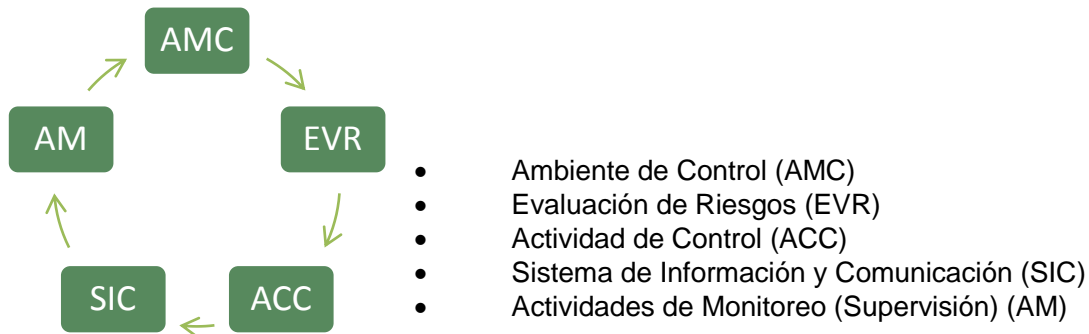 AMC
AM
EVR
SIC
ACC
• Ambiente de Control (AMC)
• Evaluación de Riesgos (EVR)
• Actividad de Control (ACC)
• Sistema de Información y Comunicación (SIC)
• Actividades de Monitoreo (Supervisión) (AM)